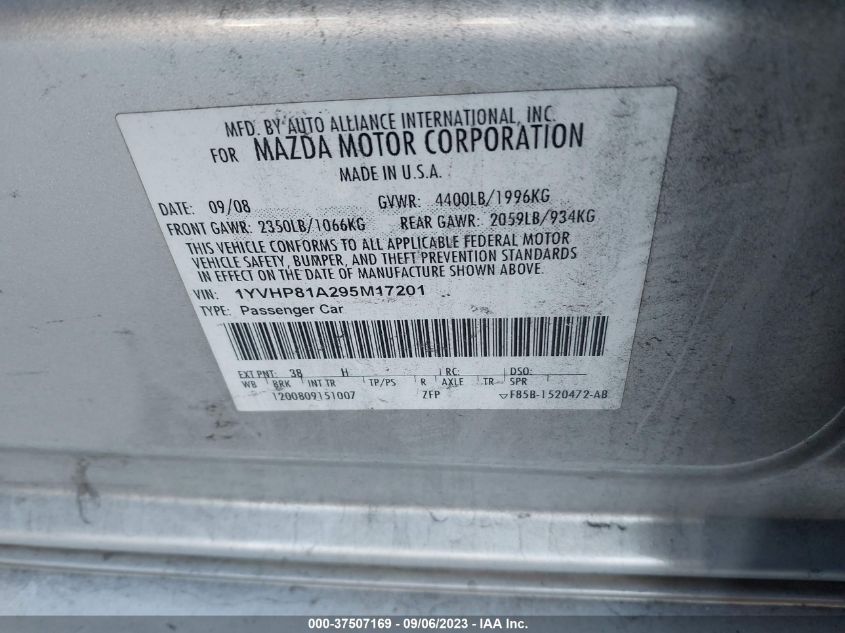 MFD. BY AUTO ALLIANCE INTERNATIONAL, INC.
FOR MAZDA MOTOR CORPORATION
MADE IN U.S.A.
DATE: 09/08 GVWR: 4400LB/1996KG
FRONT GAWR: 2350LB/1066KG REAR GAWR: 2059LB/934KG
THIS VEHICLE CONFORMS TO ALL APPLICABLE FEDERAL MOTOR
VEHICLE SAFETY, BUMPER, AND THEFT PREVENTION STANDARDS
IN EFFECT ON THE DATE OF MANUFACTURE SHOWN ABOVE.
VIN: 1YVHP81A295M17201
TYPE: Passenger Car
EXT PNT: 38 H RC: DSO:
WB BRK INT TR TP/PS R AXLE TR SPR
1200809151007 ZFP F85B-1520472-AB
000-37507169 - 09/06/2023 - IAA Inc.